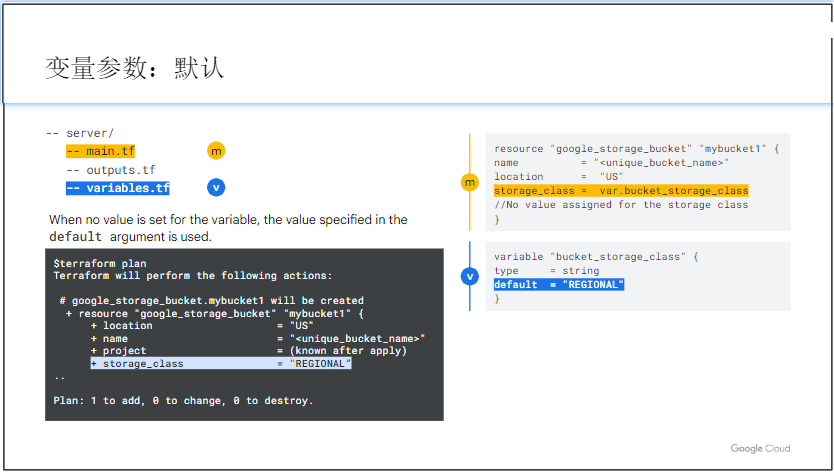 变量参数：默认
-- server/
-- main.tf
m
-- outputs.tf
-- variables.tf
v
When no value is set for the variable, the value specified in the
default argument is used.
$terraform plan
Terraform will perform the following actions:
# google_storage_bucket.mybucket1 will be created
+ resource "google_storage_bucket" "mybucket1" {
+ location = "US"
+ name = "<unique_bucket_name>"
+ project = (known after apply)
+ storage_class = "REGIONAL"
..
Plan: 1 to add, 0 to change, 0 to destroy.
m
resource "google_storage_bucket" "mybucket1" {
name = "<unique_bucket_name>"
location = "US"
storage_class = var.bucket_storage_class
//No value assigned for the storage class
}
v
variable "bucket_storage_class" {
type = string
default = "REGIONAL"
}
Google Cloud